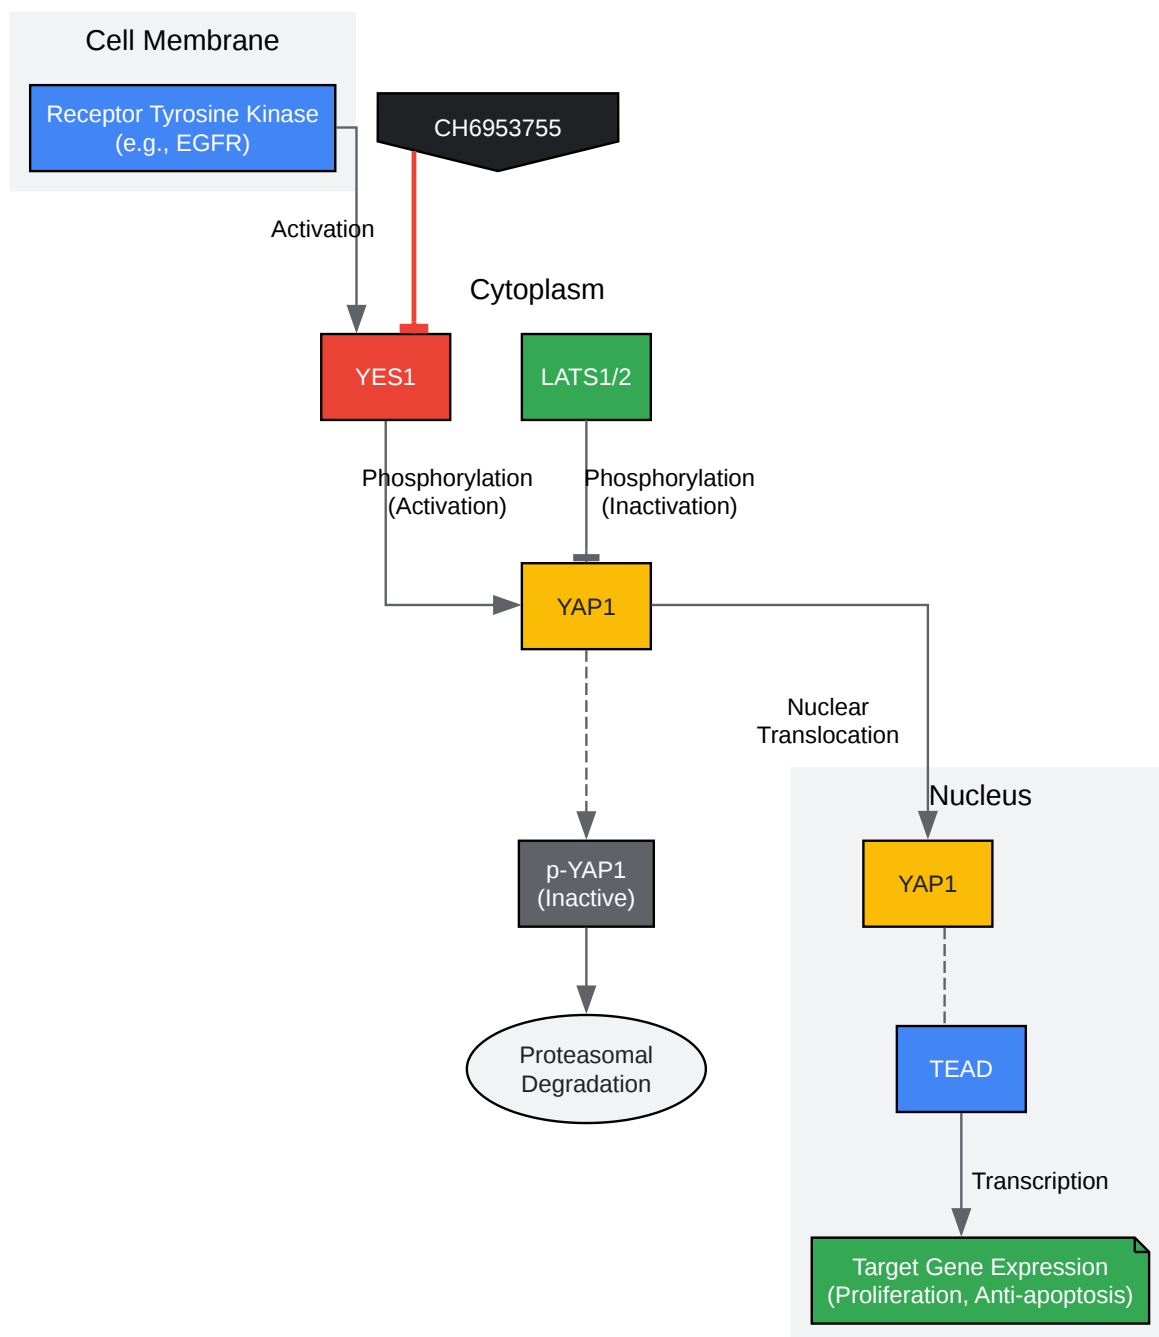 Cell Membrane
Receptor Tyrosine Kinase
(e.g., EGFR)
CH6953755
Activation
Cytoplasm
YES1
LATS1/2
Phosphorylation
(Activation)
Phosphorylation
(Inactivation)
YAP1
Nuclear
Translocation
Nucleus
p-YAP1
(Inactive)
YAP1
Proteasomal
Degradation
TEAD
Transcription
Target Gene Expression
(Proliferation, Anti-apoptosis)